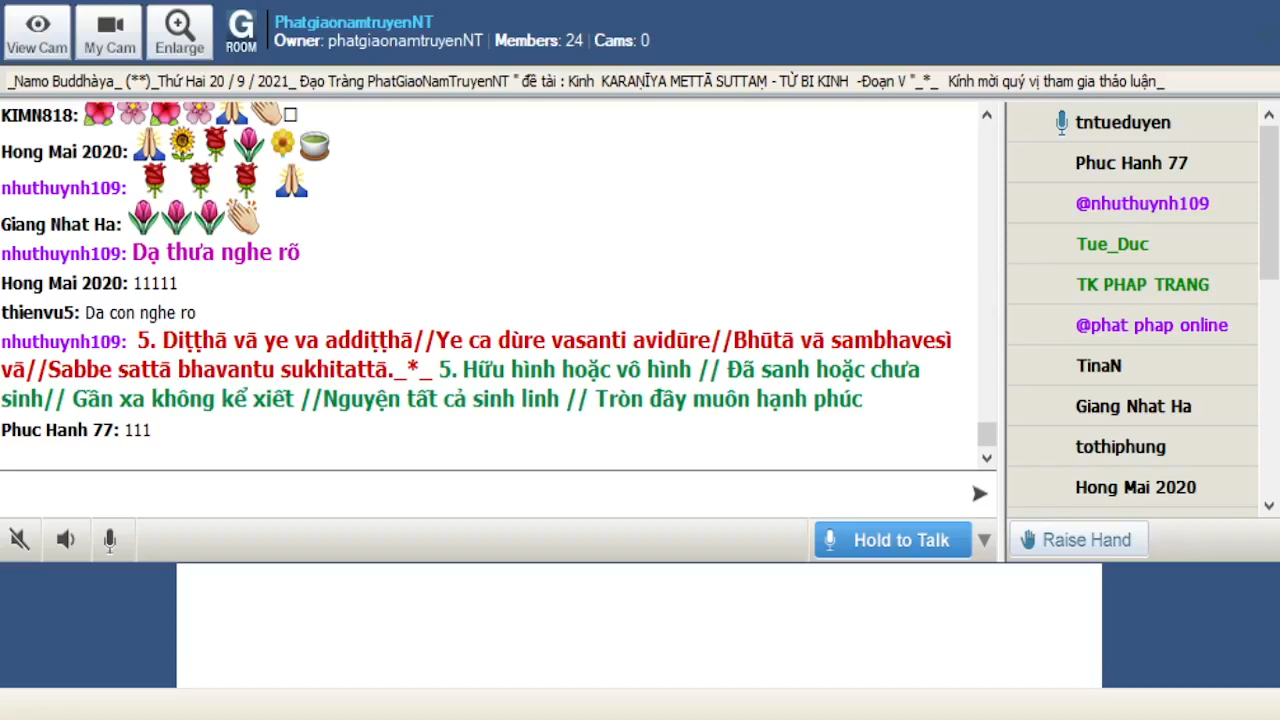 View Cam
My Cam
Enlarge
G
ROOM
PhatgiaonamtruyenNT
Owner: phatgiaonamtruyenNT | Members: 24 | Cams: 0
_Namo Buddhàya_ (**)_Thứ Hai 20 / 9 / 2021_ Đạo Tràng PhatGiaoNamTruyenNT " đề tài : Kinh KARAṆĪYA METTĀ SUTTAṂ - TỪ BI KINH -Đoạn V "_*_ Kính mời quý vị tham gia thảo luận_
KIMN818:
Hong Mai 2020:
nhuthuynh109:
Giang Nhat Ha:
nhuthuynh109: Dạ thưa nghe rõ
Hong Mai 2020: 11111
thienvu5: Da con nghe ro
nhuthuynh109: 5. Diṭṭhā vā ye va addiṭṭhā//Ye ca dùre vasanti avidūre//Bhūtā vā sambhavesì
vā//Sabbe sattā bhavantu sukhitattā._*_ 5. Hữu hình hoặc vô hình // Đã sanh hoặc chưa
sinh// Gần xa không kể xiết //Nguyện tất cả sinh linh // Tròn đầy muôn hạnh phúc
Phuc Hanh 77: 111
tntueduyen
Phuc Hanh 77
@nhuthuynh109
Tue_Duc
TK PHAP TRANG
@phat phap online
TinaN
Giang Nhat Ha
tothiphung
Hong Mai 2020
Hold to Talk
Raise Hand